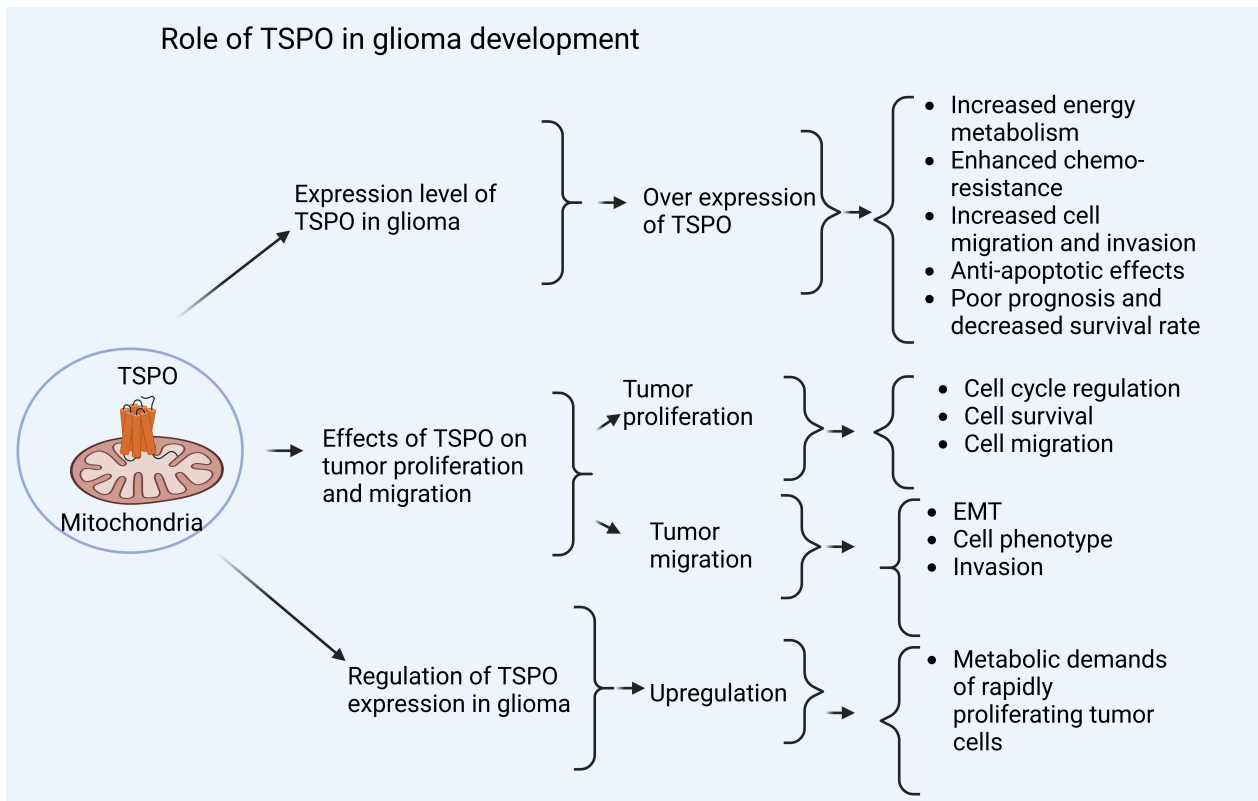 Role of TSPO in glioma development
Expression level of
TSPO in glioma
Over expression
of TSPO
• Increased energy
metabolism
• Enhanced chemo-
resistance
• Increased cell
migration and invasion
• Anti-apoptotic effects
• Poor prognosis and
decreased survival rate
TSPO
Mitochondria
Effects of TSPO on
tumor proliferation
and migration
Tumor
proliferation
• Cell cycle regulation
• Cell survival
• Cell migration
Tumor
migration
• EMT
• Cell phenotype
• Invasion
Regulation of TSPO
expression in glioma
Upregulation
• Metabolic demands
of rapidly
proliferating tumor
cells